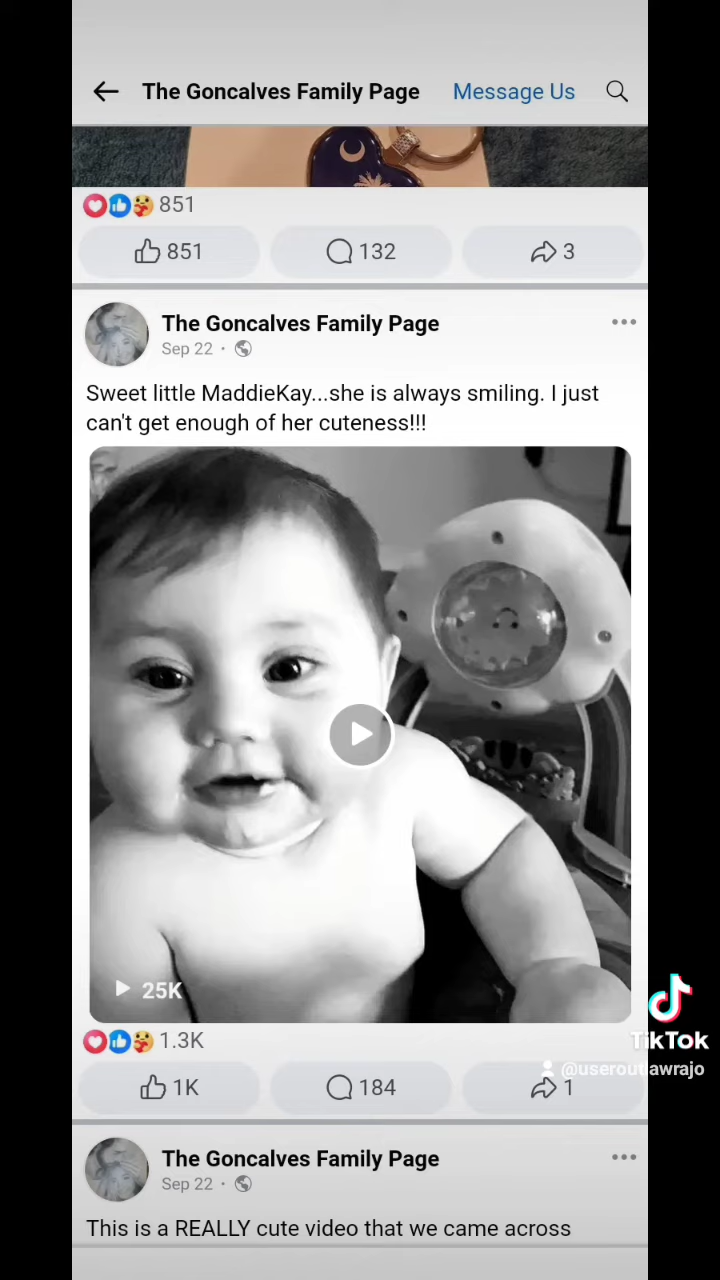 The Goncalves Family Page Message Us
851
851 132 3
The Goncalves Family Page
Sep 22 ·
Sweet little MaddieKay...she is always smiling. I just
can't get enough of her cuteness!!!
25K
1.3K
1K 184 1
TikTok
@useroutlawrajo
The Goncalves Family Page
Sep 22 ·
This is a REALLY cute video that we came across